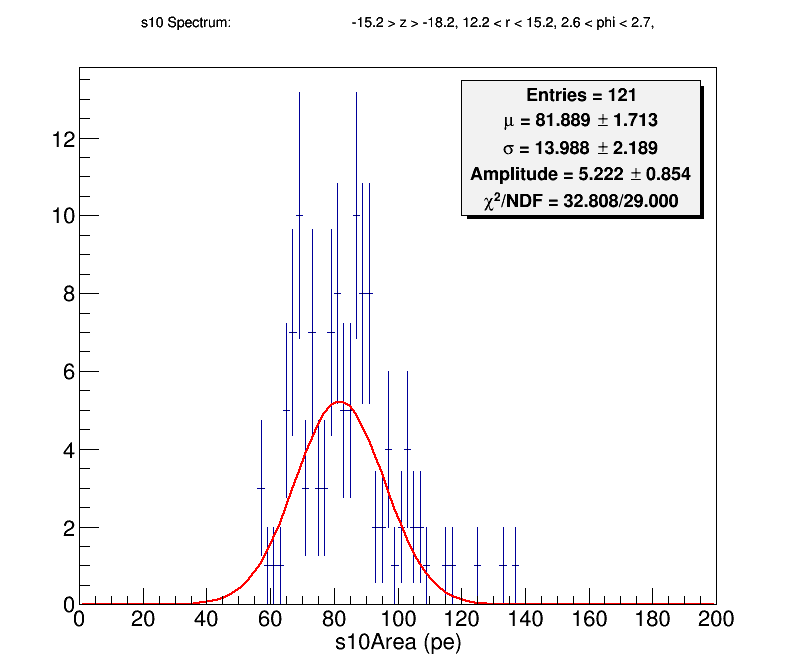 s10 Spectrum: -15.2 > z > -18.2, 12.2 < r < 15.2, 2.6 < phi < 2.7,
Entries = 121
μ = 81.889 ± 1.713
σ = 13.988 ± 2.189
Amplitude = 5.222 ± 0.854
χ²/NDF = 32.808/29.000
12
10
8
6
4
2
0
0 20 40 60 80 100 120 140 160 180 200
s10Area (pe)